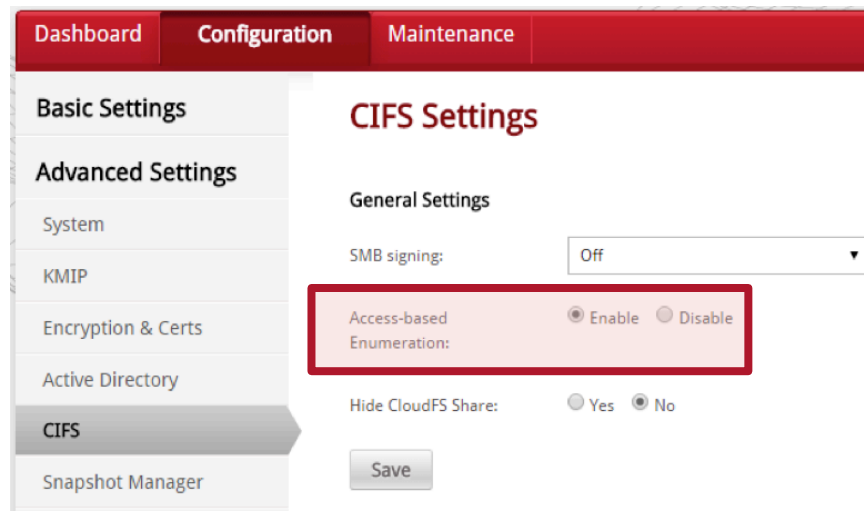 Dashboard Configuration Maintenance
Basic Settings
Advanced Settings
System
KMIP
Encryption & Certs
Active Directory
CIFS
Snapshot Manager
CIFS Settings
General Settings
SMB signing: Off
Access-based Enable Disable
Enumeration:
Hide CloudFS Share: Yes No
Save